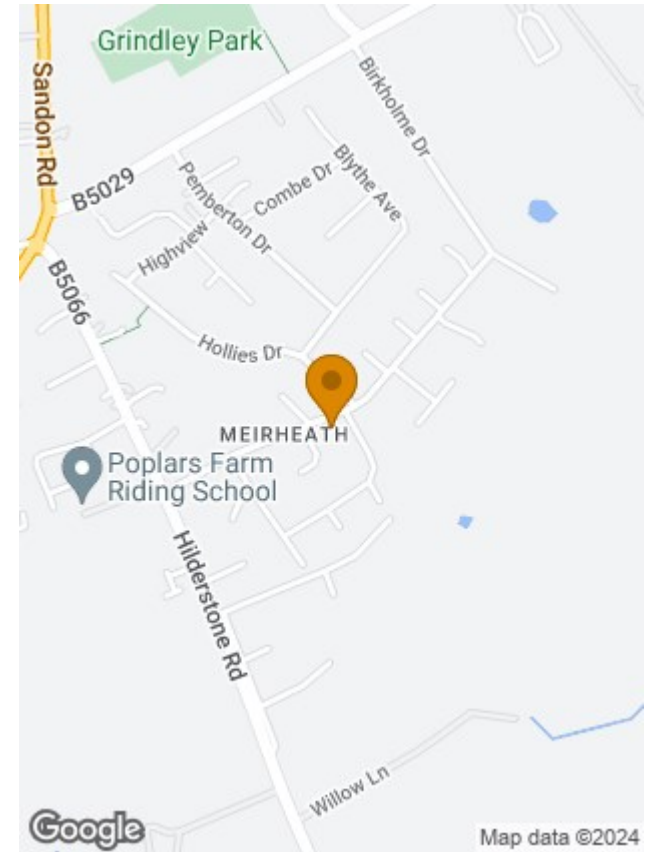 Grindley Park
Sandon Rd
Birkholme Dr
B5029
Blythe Ave
Combe Dr
Pemberton Dr
Highview
B5066
Hollies Dr
MEIRHEATH
Poplars Farm
Riding School
Hilderstone Rd
Willow Ln
Google
Map data ©2024